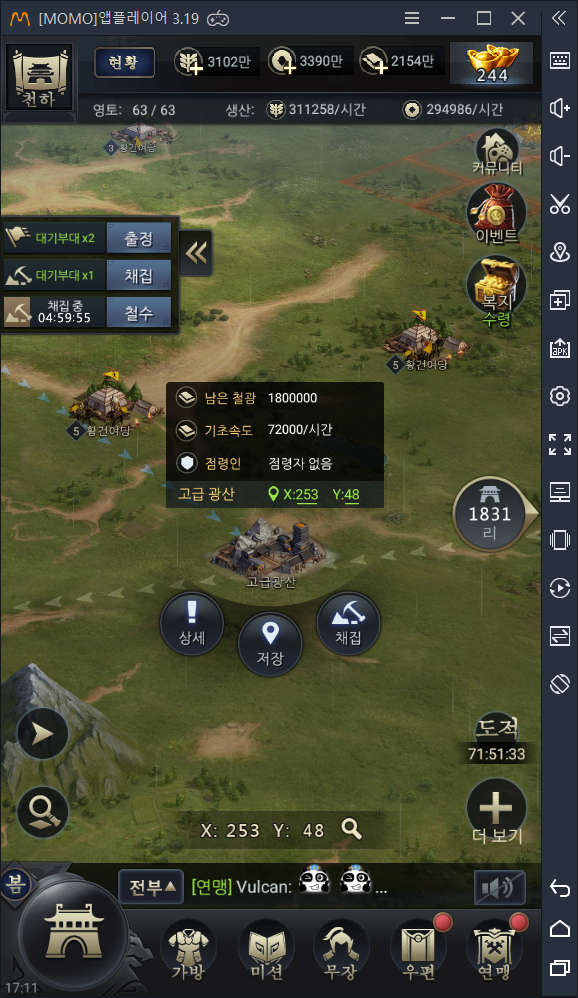 [MOMO]앱플레이어 3.19
천하
현황
3102만
3390만
2154만
244
영토: 63 / 63
생산: 311258/시간 294986/시간
3 황건여당
커뮤니티
대기부대 x2 출정
이벤트
대기부대 x1 채집
채집 중
04:59:55
철수
복지
수령
5 황건여당
5 황건여당
남은 철광 1800000
기초속도 72000/시간
점령인 점령자 없음
고급 광산 X:253 Y:48
1831
리
고급광산
상세
저장
채집
도적
71:51:33
X: 253 Y: 48
더 보기
봄
전부 [연맹] Vulcan: ...
가방
미션
무장
우편
연맹
17:11
APK